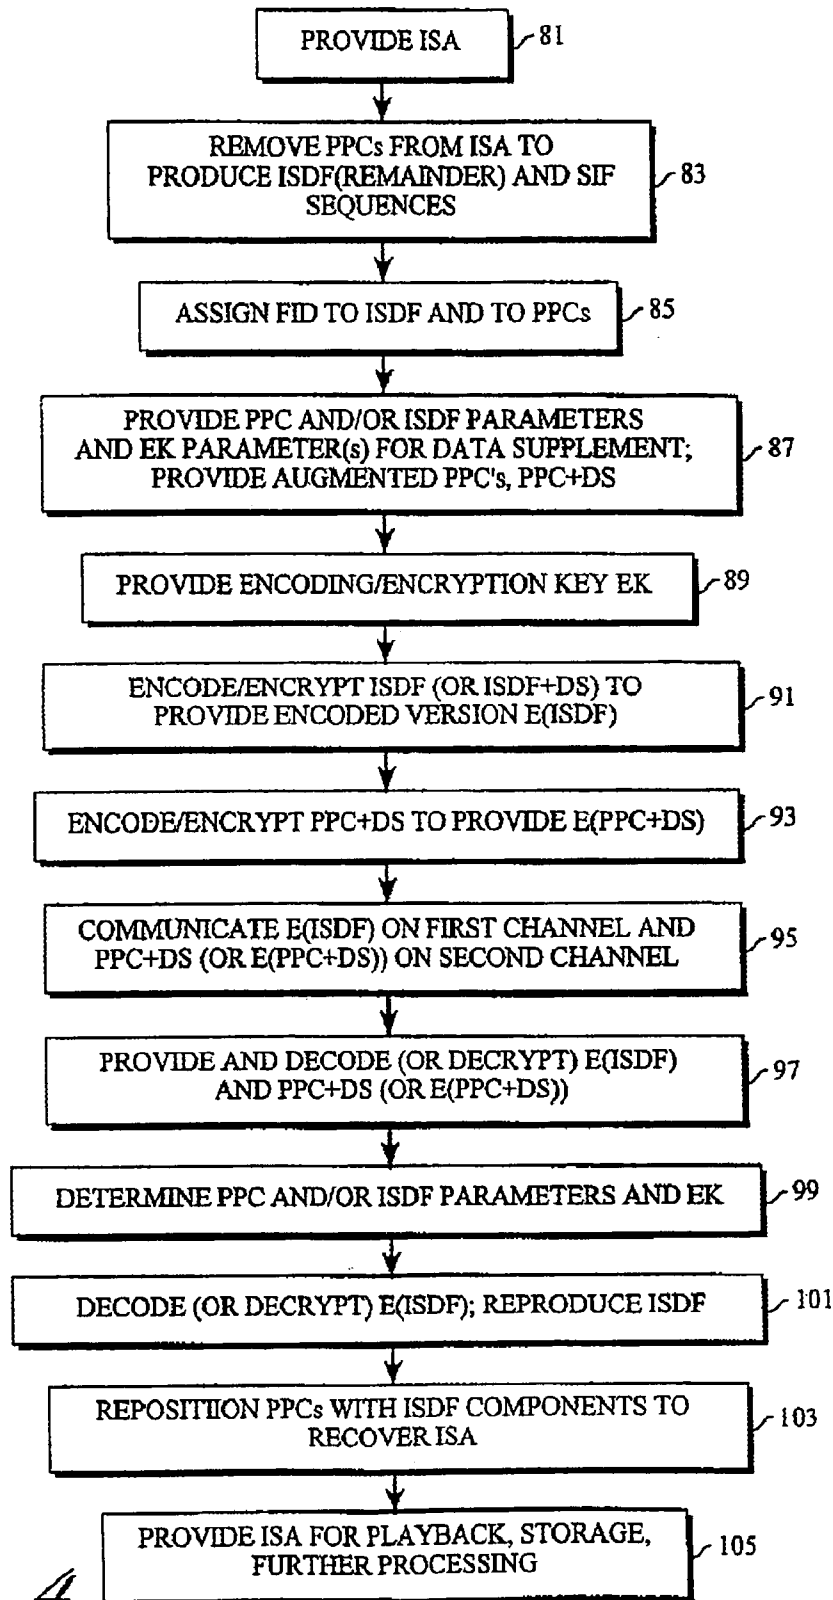 PROVIDE ISA
81
REMOVE PPCs FROM ISA TO
PRODUCE ISDF(REMAINDER) AND SIF
SEQUENCES
83
ASSIGN FID TO ISDF AND TO PPCs
85
PROVIDE PPC AND/OR ISDF PARAMETERS
AND EK PARAMETER(s) FOR DATA SUPPLEMENT;
PROVIDE AUGMENTED PPC's, PPC+DS
87
PROVIDE ENCODING/ENCRYPTION KEY EK
89
ENCODE/ENCRYPT ISDF (OR ISDF+DS) TO
PROVIDE ENCODED VERSION E(ISDF)
91
ENCODE/ENCRYPT PPC+DS TO PROVIDE E(PPC+DS)
93
COMMUNICATE E(ISDF) ON FIRST CHANNEL AND
PPC+DS (OR E(PPC+DS)) ON SECOND CHANNEL
95
PROVIDE AND DECODE (OR DECRYPT) E(ISDF)
AND PPC+DS (OR E(PPC+DS))
97
DETERMINE PPC AND/OR ISDF PARAMETERS AND EK
99
DECODE (OR DECRYPT) E(ISDF); REPRODUCE ISDF
101
REPOSITION PPCs WITH ISDF COMPONENTS TO
RECOVER ISA
103
PROVIDE ISA FOR PLAYBACK, STORAGE,
FURTHER PROCESSING
105